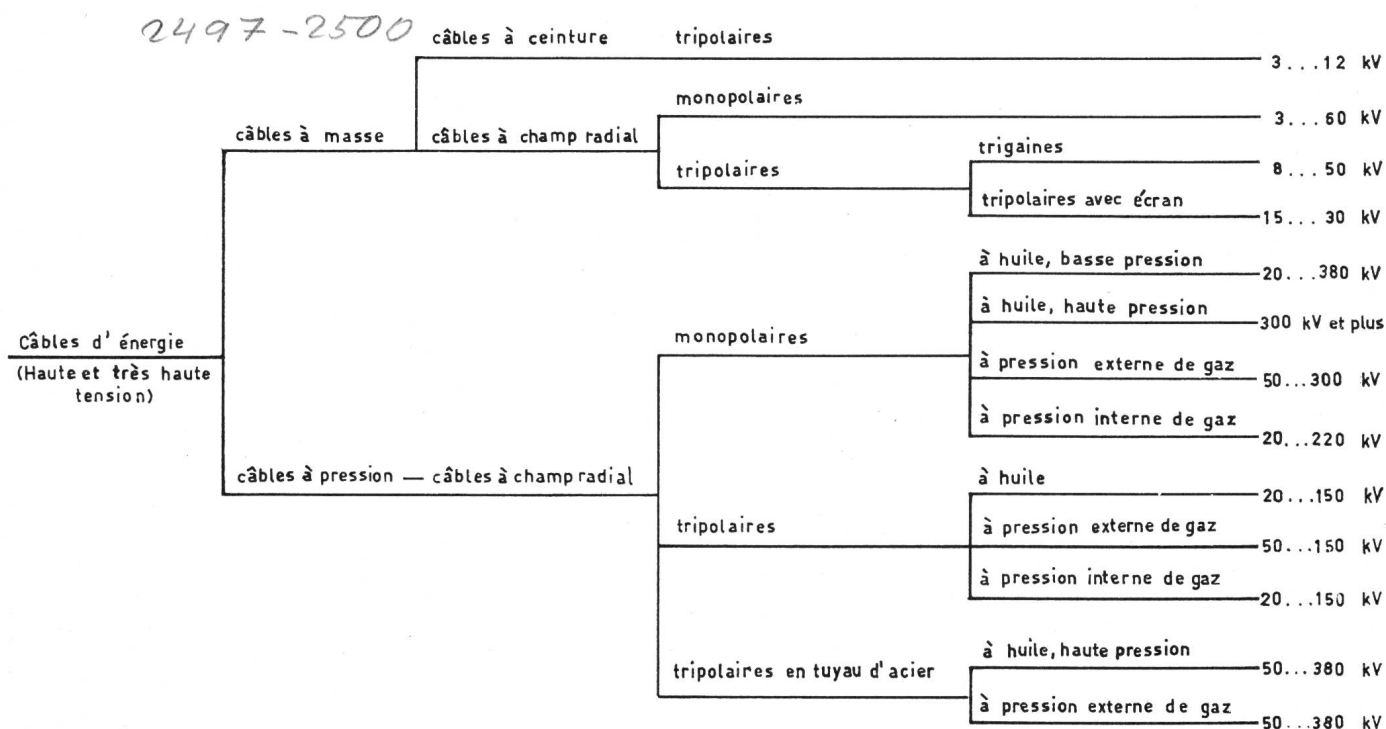 2497-2500
câbles à ceinture tripolaires
3...12 kV
monopolaires
3...60 kV
câbles à masse câbles à champ radial
trigaines
8...50 kV
tripolaires
tripolaires avec écran
15...30 kV
à huile, basse pression
20...380 kV
à huile, haute pression
300 kV et plus
monopolaires
Câbles d'énergie
(Haute et très haute
tension)
à pression externe de gaz
50...300 kV
à pression interne de gaz
20...220 kV
câbles à pression — câbles à champ radial
à huile
20...150 kV
tripolaires
à pression externe de gaz
50...150 kV
à pression interne de gaz
20...150 kV
à huile, haute pression
50...380 kV
tripolaires en tuyau d'acier
à pression externe de gaz
50...380 kV